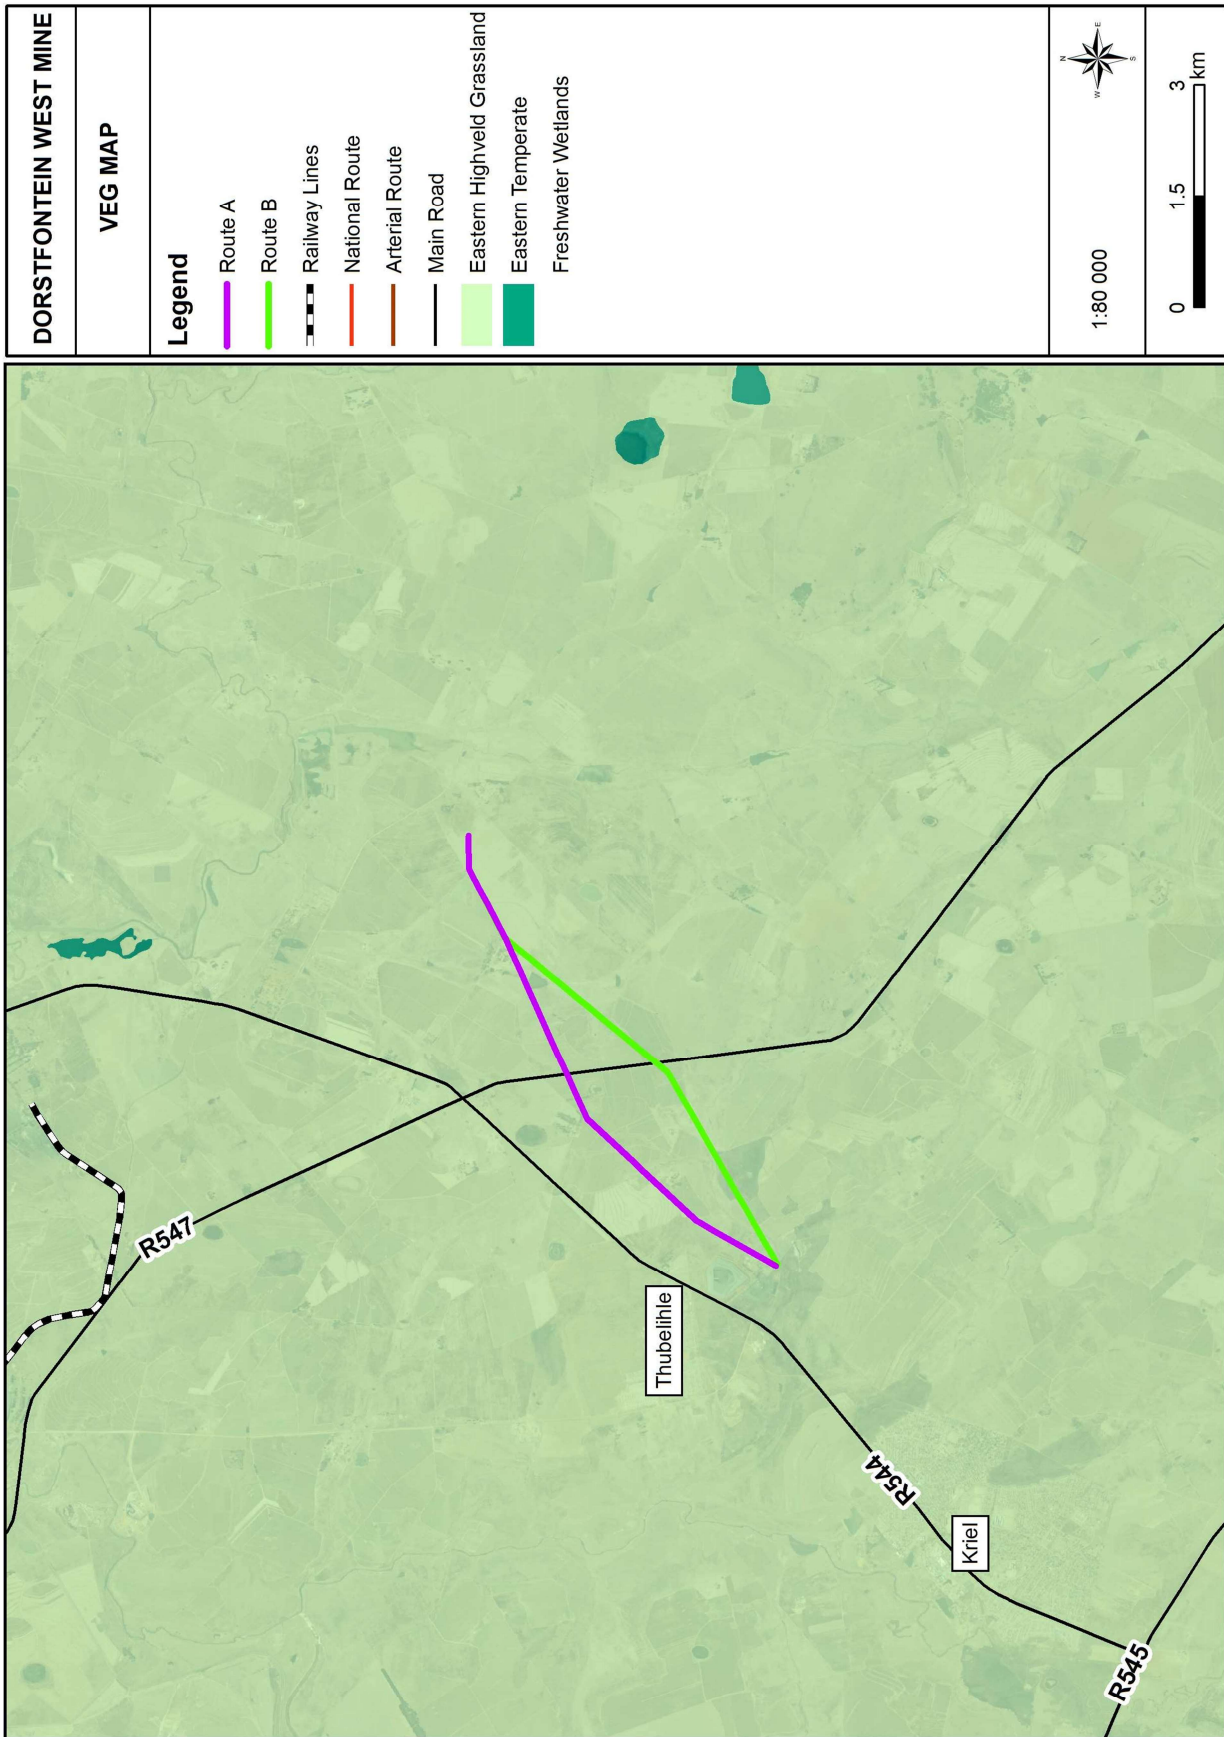 DORSTFONTEIN WEST MINE
VEG MAP
Legend
Route A
Route B
Railway Lines
National Route
Arterial Route
Main Road
Eastern Highveld Grassland
Eastern Temperate
Freshwater Wetlands
1:80 000
N
E
S
W
0 1.5 3 km
R547
Thubelihle
R544
Kriel
R545